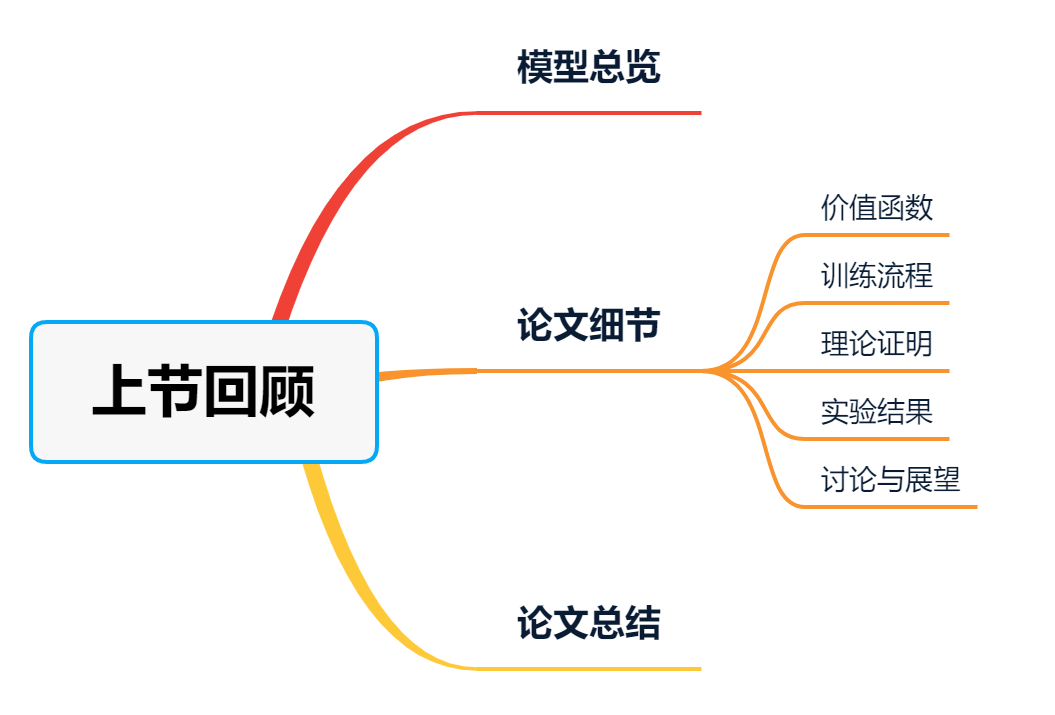 上节回顾
模型总览
论文细节
价值函数
训练流程
理论证明
实验结果
讨论与展望
论文总结